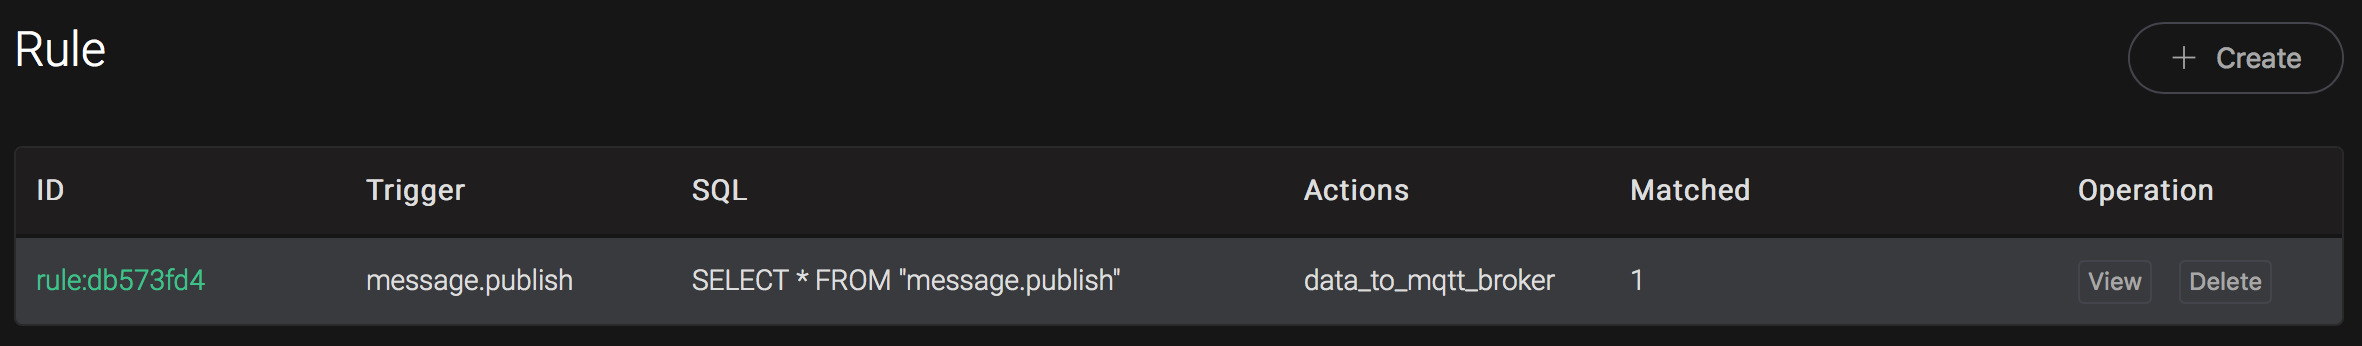 Rule
+ Create
ID Trigger SQL Actions Matched Operation
rule:db573fd4 message.publish SELECT * FROM "message.publish" data_to_mqtt_broker 1 View Delete